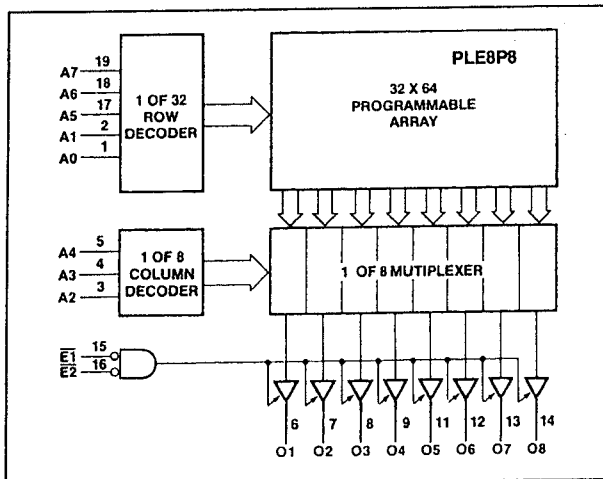 PLE8P8
32 X 64
PROGRAMMABLE
ARRAY
A7 19
A6 18
A5 17
A1 2
A0 1
1 OF 32
ROW
DECODER
A4 5
A3 4
A2 3
1 OF 8
COLUMN
DECODER
1 OF 8 MUTIPLEXER
E1 15
E2 16
6 7 8 9 11 12 13 14
O1 O2 O3 O4 O5 O6 O7 O8